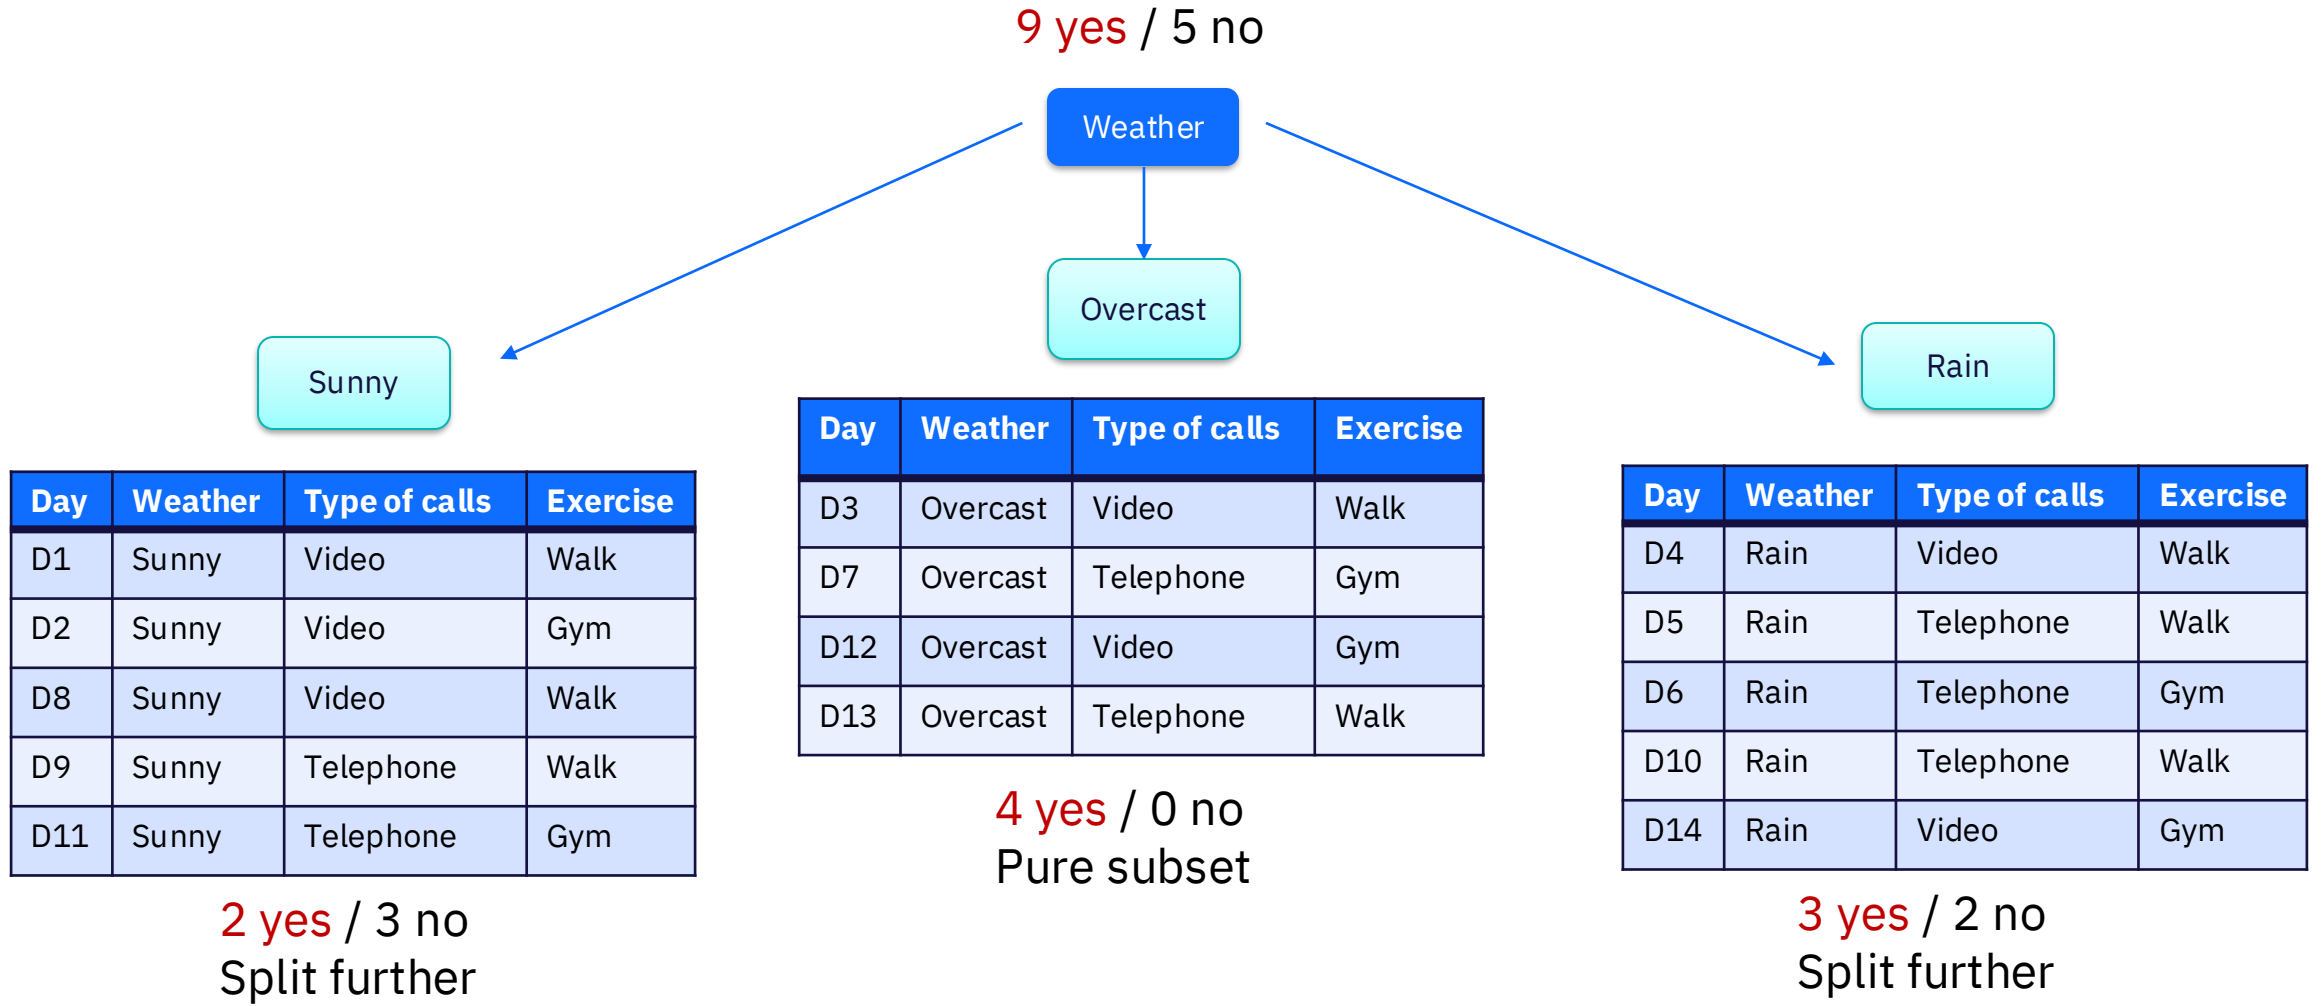 9 yes / 5 no
Weather
Overcast
Sunny
Rain
Day Weather Type of calls Exercise
D1 Sunny Video Walk
D2 Sunny Video Gym
D8 Sunny Video Walk
D9 Sunny Telephone Walk
D11 Sunny Telephone Gym
2 yes / 3 no
Split further
Day Weather Type of calls Exercise
D3 Overcast Video Walk
D7 Overcast Telephone Gym
D12 Overcast Video Gym
D13 Overcast Telephone Walk
4 yes / 0 no
Pure subset
Day Weather Type of calls Exercise
D4 Rain Video Walk
D5 Rain Telephone Walk
D6 Rain Telephone Gym
D10 Rain Telephone Walk
D14 Rain Video Gym
3 yes / 2 no
Split further